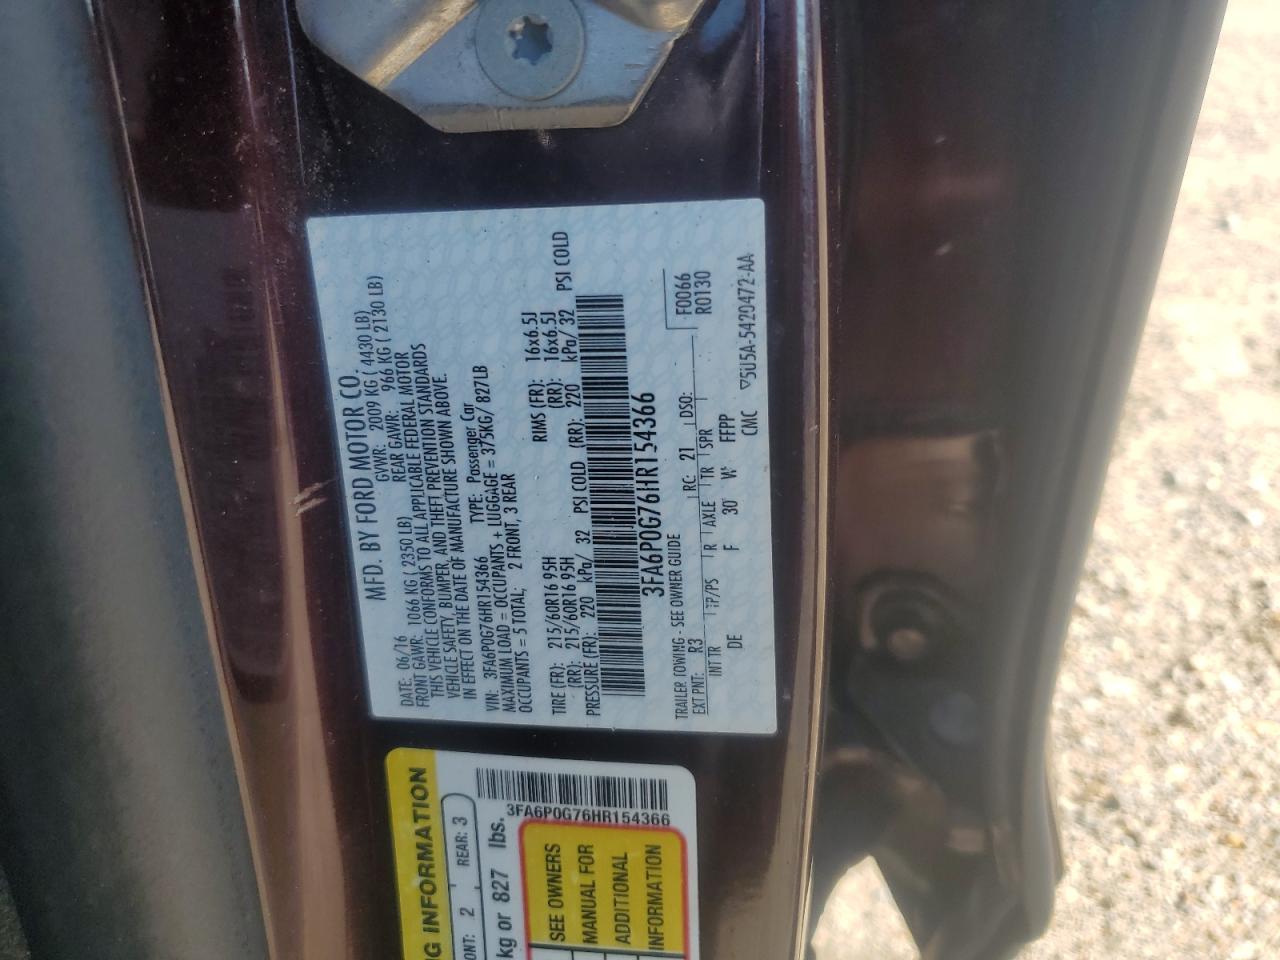 MFD. BY FORD MOTOR CO.
DATE: 06/16 GVWR: 2009 KG ( 4430 LB)
FRONT GAWR: 1066 KG ( 2350 LB) REAR GAWR: 966 KG ( 2130 LB)
THIS VEHICLE CONFORMS TO ALL APPLICABLE FEDERAL MOTOR
VEHICLE SAFETY, BUMPER, AND THEFT PREVENTION STANDARDS
IN EFFECT ON THE DATE OF MANUFACTURE SHOWN ABOVE.
VIN: 3FA6P0G76HR154366 TYPE: Passenger Car
MAXIMUM LOAD = OCCUPANTS + LUGGAGE = 375KG/ 827LB
OCCUPANTS = 5 TOTAL; 2 FRONT, 3 REAR
TIRE (FR): 215/60R16 95H RIMS (FR): 16x6.5J
(RR): 215/60R16 95H (RR): 16x6.5J
PRESSURE (FR): 220 kPa/ 32 PSI COLD (RR): 220 kPa/ 32 PSI COLD
3FA6P0G76HR154366
TRAILER TOWING - SEE OWNER GUIDE F0066
EXT PNT: R3 RC: 21 DSO: R0130
INT TR TP/PS R AXLE TR SPR
DE F 30 W FFPP
CMC ▽5U5A-5420472-AA
G INFORMATION
ONT: 2 REAR: 3
kg or 827 lbs.
3FA6P0G76HR154366
SEE OWNERS
MANUAL FOR
ADDITIONAL
INFORMATION